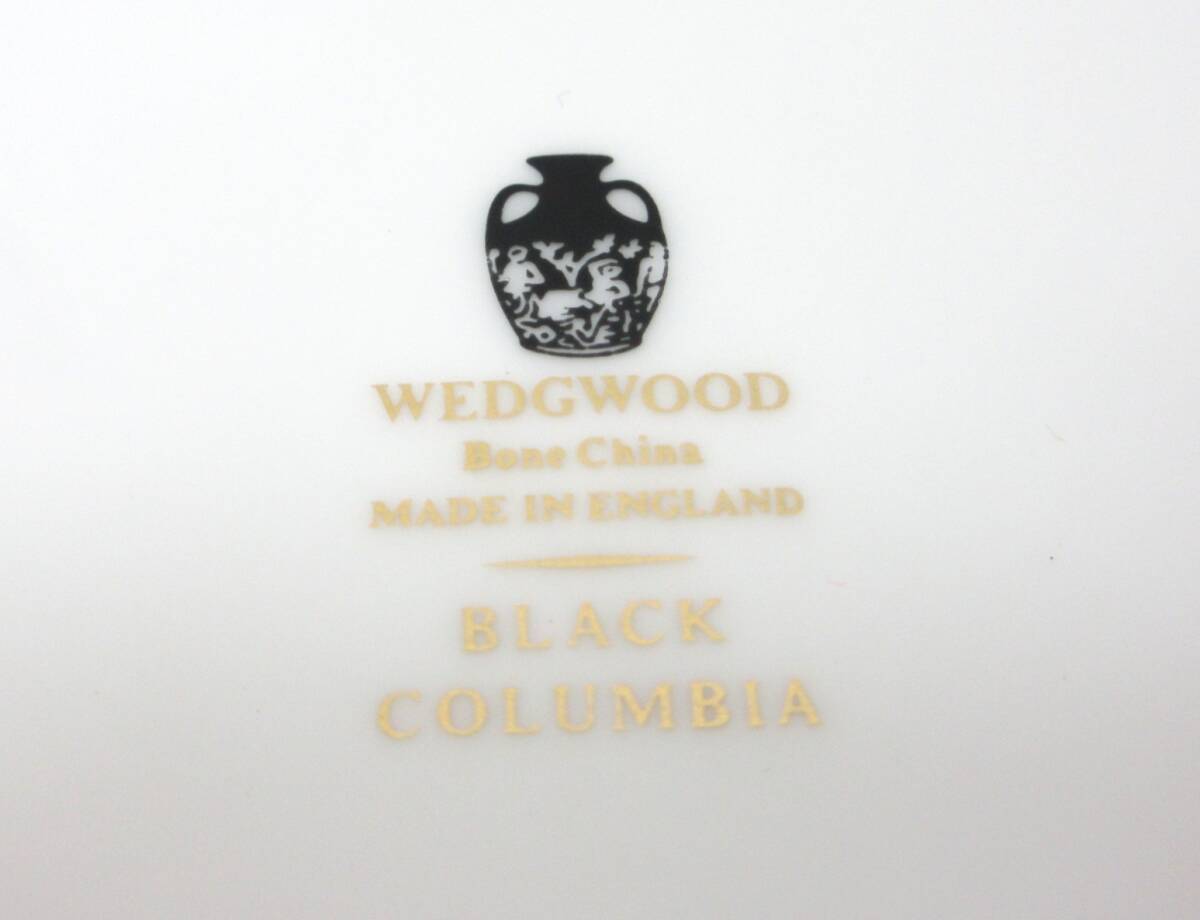 WEDGWOOD
Bone China
MADE IN ENGLAND
BLACK
COLUMBIA